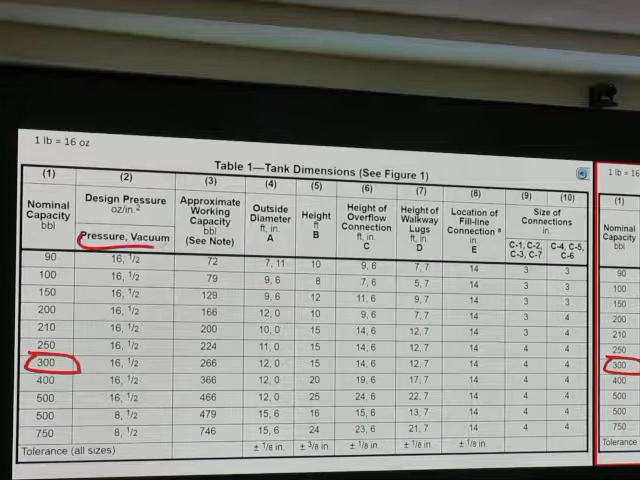 1 lb = 16 oz
Table 1—Tank Dimensions (See Figure 1)
(1) (2) (3) (4) (5) (6) (7) (8) (9) (10)
Nominal Capacity bbl
Design Pressure oz/in.2
Pressure, Vacuum
Approximate Working Capacity bbl (See Note)
Outside Diameter ft, in. A
Height ft B
Height of Overflow Connection ft, in. C
Height of Walkway Lugs ft, in D
Location of Fill-line Connection a in. E
Size of Connections in.
C-1, C-2, C-3, C-7
C-4, C-5, C-6
90 16, 1/2 72 7, 11 10 9, 6 7, 7 14 3 3
100 16, 1/2 79 9, 6 8 7, 6 5, 7 14 3 3
150 16, 1/2 129 9, 6 12 11, 6 9, 7 14 3 3
200 16, 1/2 166 12, 0 10 9, 6 7, 7 14 3 4
210 16, 1/2 200 10, 0 15 14, 6 12, 7 14 3 4
250 16, 1/2 224 11, 0 15 14, 6 12, 7 14 4 4
300 16, 1/2 266 12, 0 15 14, 6 12, 7 14 4 4
400 16, 1/2 366 12, 0 20 19, 6 17, 7 14 4 4
500 16, 1/2 466 12, 0 25 24, 6 22, 7 14 4 4
500 8, 1/2 479 15, 6 16 15, 6 13, 7 14 4 4
750 8, 1/2 746 15, 6 24 23, 6 21, 7 14 4 4
Tolerance (all sizes) ± 1/8 in. ± 3/8 in ± 1/8 in. ± 1/8 in. ± 1/8 in.
1 lb = 16
(1)
Nominal
Capacity
bbl
90
100
150
200
210
250
300
400
500
500
750
Tolerance